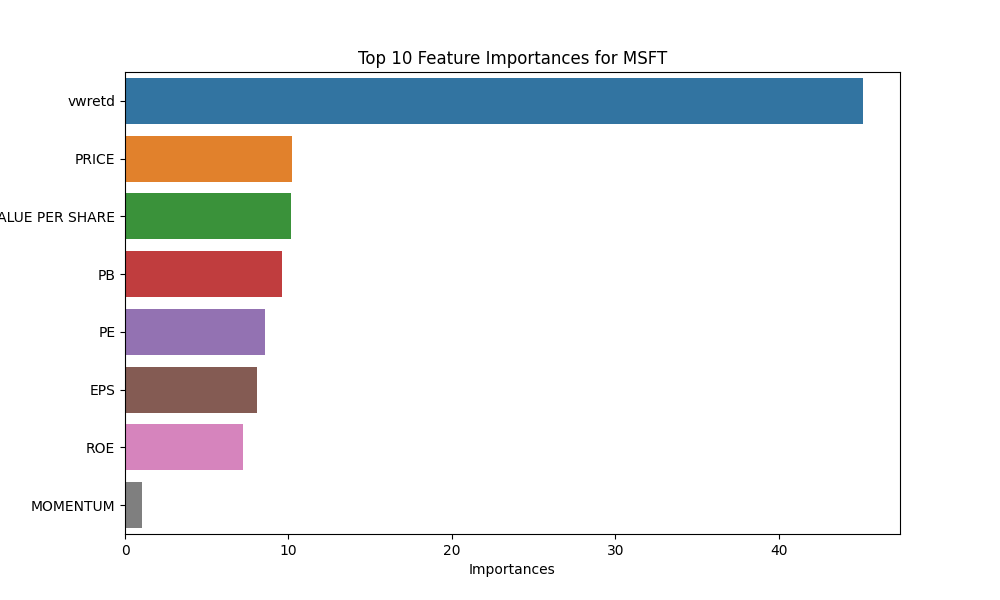 Top 10 Feature Importances for MSFT
vwretd
PRICE
ALUE PER SHARE
PB
PE
EPS
ROE
MOMENTUM
0 10 20 30 40
Importances